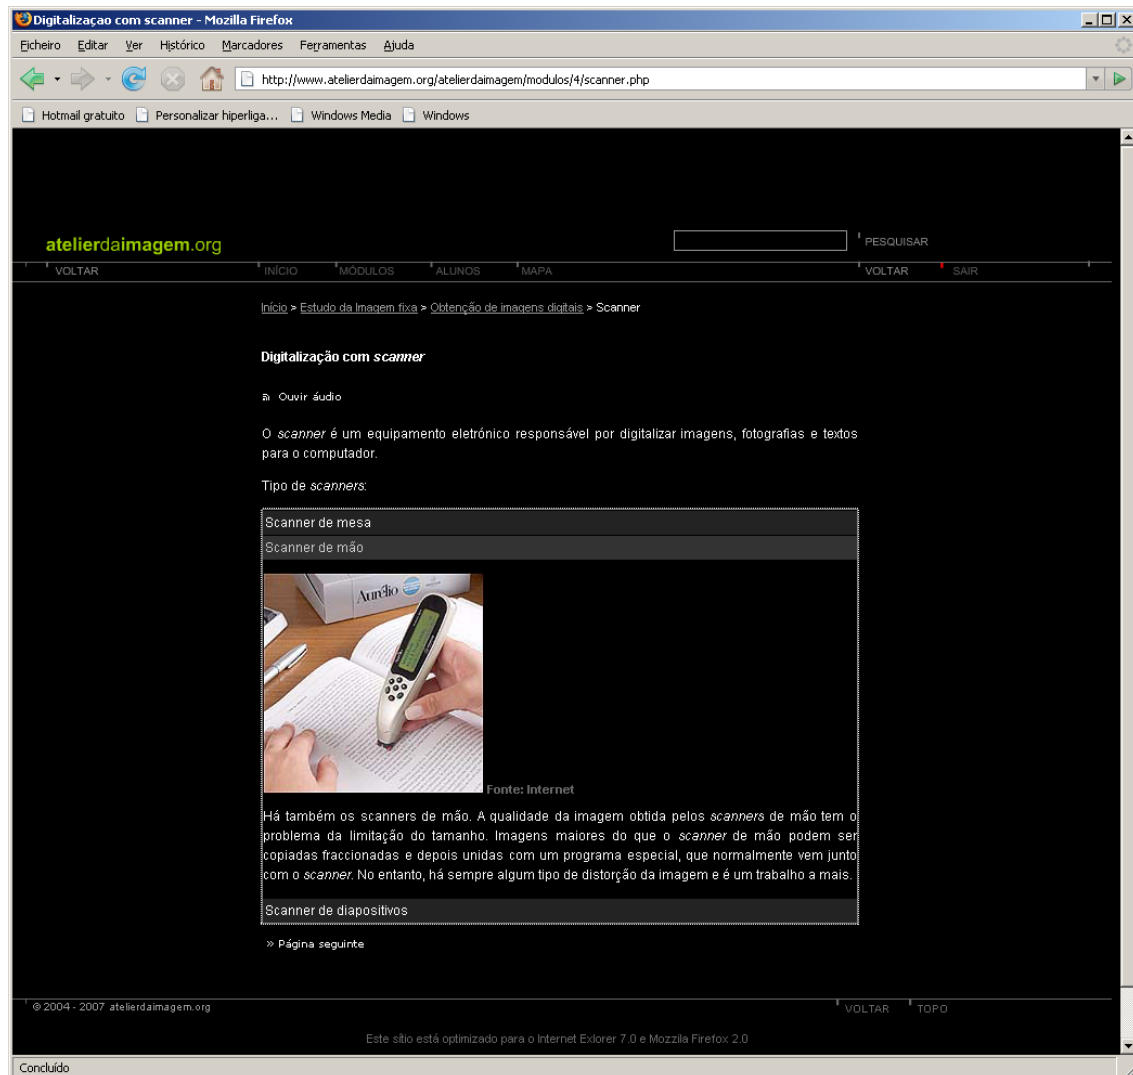 Digitalizaçao com scanner - Mozilla Firefox
Ficheiro Editar Ver Histórico Marcadores Ferramentas Ajuda
http://www.atelierdaimagem.org/atelierdaimagem/modulos/4/scanner.php
Hotmail gratuito Personalizar hiperliga... Windows Media Windows
atelierdaimagem.org PESQUISAR
VOLTAR INÍCIO MÓDULOS ALUNOS MAPA VOLTAR SAIR
Início > Estudo da Imagem fixa > Obtenção de imagens digitais > Scanner
Digitalização com scanner
Ouvir áudio
O scanner é um equipamento eletrónico responsável por digitalizar imagens, fotografias e textos
para o computador.
Tipo de scanners:
Scanner de mesa
Scanner de mão
Aurélio
Fonte: Internet
Há também os scanners de mão. A qualidade da imagem obtida pelos scanners de mão tem o
problema da limitação do tamanho. Imagens maiores do que o scanner de mão podem ser
copiadas fraccionadas e depois unidas com um programa especial, que normalmente vem junto
com o scanner. No entanto, há sempre algum tipo de distorção da imagem e é um trabalho a mais.
Scanner de diapositivos
» Página seguinte
© 2004 - 2007 atelierdaimagem.org VOLTAR TOPO
Este sítio está optimizado para o Internet Exlorer 7.0 e Mozzila Firefox 2.0
Concluído